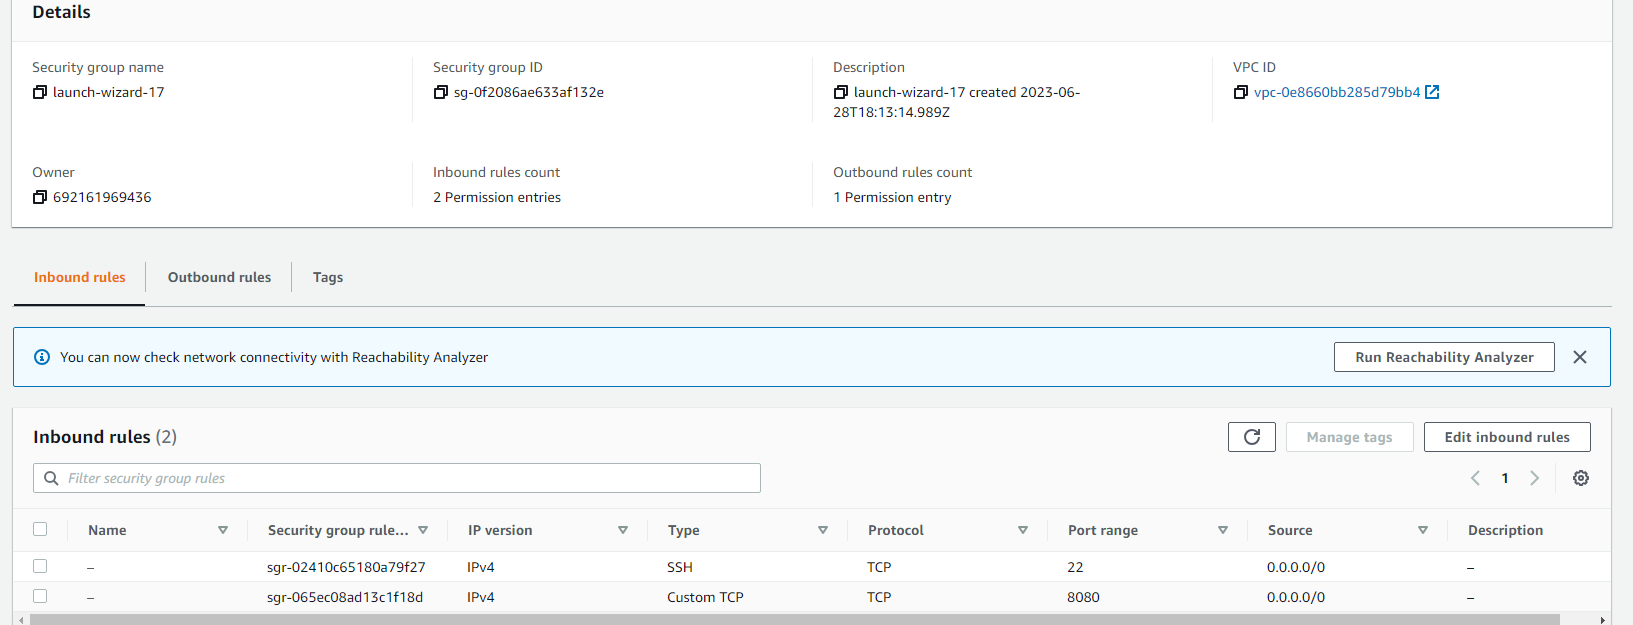 Details
Security group name
launch-wizard-17
Security group ID
sg-0f2086ae633af132e
Description
launch-wizard-17 created 2023-06-
28T18:13:14.989Z
VPC ID
vpc-0e8660bb285d79bb4
Owner
692161969436
Inbound rules count
2 Permission entries
Outbound rules count
1 Permission entry
Inbound rules Outbound rules Tags
You can now check network connectivity with Reachability Analyzer Run Reachability Analyzer
Inbound rules (2) Manage tags Edit inbound rules
Filter security group rules 1
Name Security group rule... IP version Type Protocol Port range Source Description
– sgr-02410c65180a79f27 IPv4 SSH TCP 22 0.0.0.0/0 –
– sgr-065ec08ad13c1f18d IPv4 Custom TCP TCP 8080 0.0.0.0/0 –